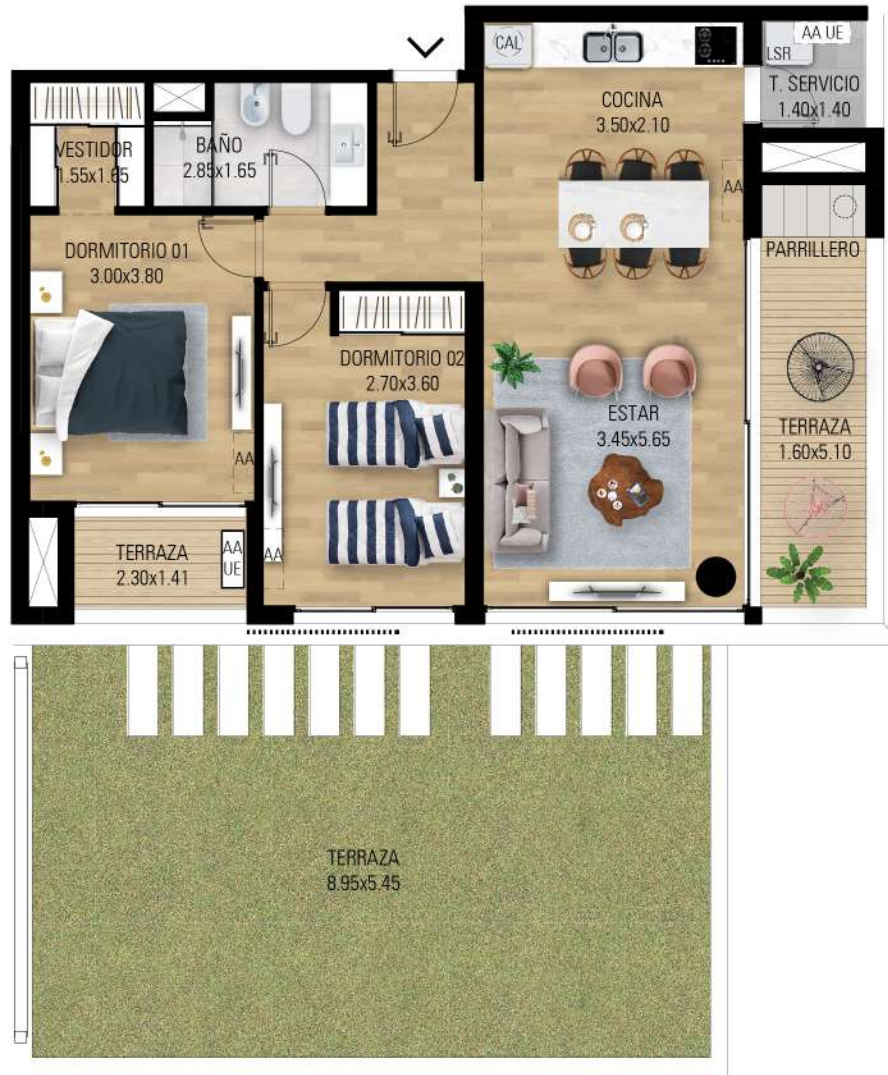 CAL
AA UE
LSR
T. SERVICIO
1.40x1.40
COCINA
3.50x2.10
VESTIDOR
1.55x1.65
BAÑO
2.85x1.65
AA
DORMITORIO 01
3.00x3.80
PARRILLERO
DORMITORIO 02
2.70x3.60
ESTAR
3.45x5.65
TERRAZA
1.60x5.10
AA
TERRAZA
2.30x1.41
AA
UE
AA
TERRAZA
8.95x5.45